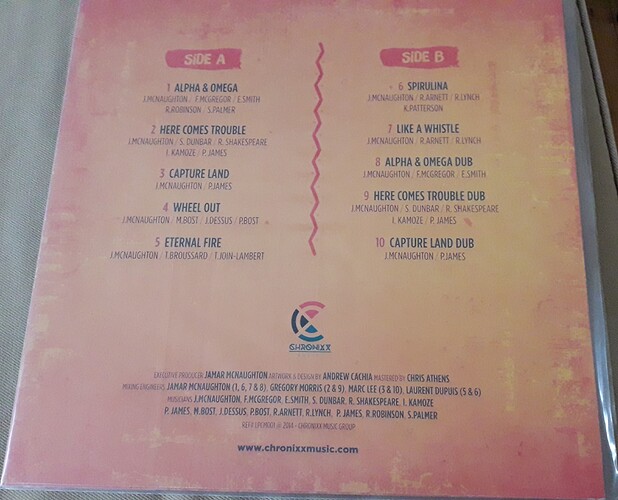 SIDE A
1 ALPHA & OMEGA
J.MCNAUGHTON / F.MCGREGOR / E.SMITH
R.ROBINSON / S.PALMER
2 HERE COMES TROUBLE
J.MCNAUGHTON / S. DUNBAR / R. SHAKESPEARE
I. KAMOZE / P.JAMES
3 CAPTURE LAND
J.MCNAUGHTON / P.JAMES
4 WHEEL OUT
J.MCNAUGHTON / M.BOST / J.DESSUS / P.BOST
5 ETERNAL FIRE
J.MCNAUGHTON / T.BROUSSARD / T.JOIN-LAMBERT
SIDE B
6 SPIRULINA
J.MCNAUGHTON / R.ARNETT / R.LYNCH
K.PATTERSON
7 LIKE A WHISTLE
J.MCNAUGHTON / R.ARNETT / R.LYNCH
8 ALPHA & OMEGA DUB
J.MCNAUGHTON / F.MCGREGOR / E.SMITH
9 HERE COMES TROUBLE DUB
J.MCNAUGHTON / S. DUNBAR / R. SHAKESPEARE
I. KAMOZE / P. JAMES
10 CAPTURE LAND DUB
J.MCNAUGHTON / P.JAMES
CHRONIXX
EXECUTIVE PRODUCER JAMAR MCNAUGHTON ARTWORK & DESIGN BY ANDREW CACHIA MASTERED BY CHRIS ATHENS
MIXING ENGINEERS JAMAR MCNAUGHTON (1, 6, 7 & 8), GREGORY MORRIS (2 & 9), MARC LEE (3 & 10), LAURENT DUPUIS (5 & 6)
MUSICIANS J.MCNAUGHTON, F.MCGREGOR, E.SMITH, S. DUNBAR, R. SHAKESPEARE, I. KAMOZE
P. JAMES, M.BOST, J.DESSUS, P.BOST, R.ARNETT, R.LYNCH, P. JAMES, R.ROBINSON, S.PALMER
@ 2014 - CHRONIXX MUSIC GROUP
www.chronixxmusic.com